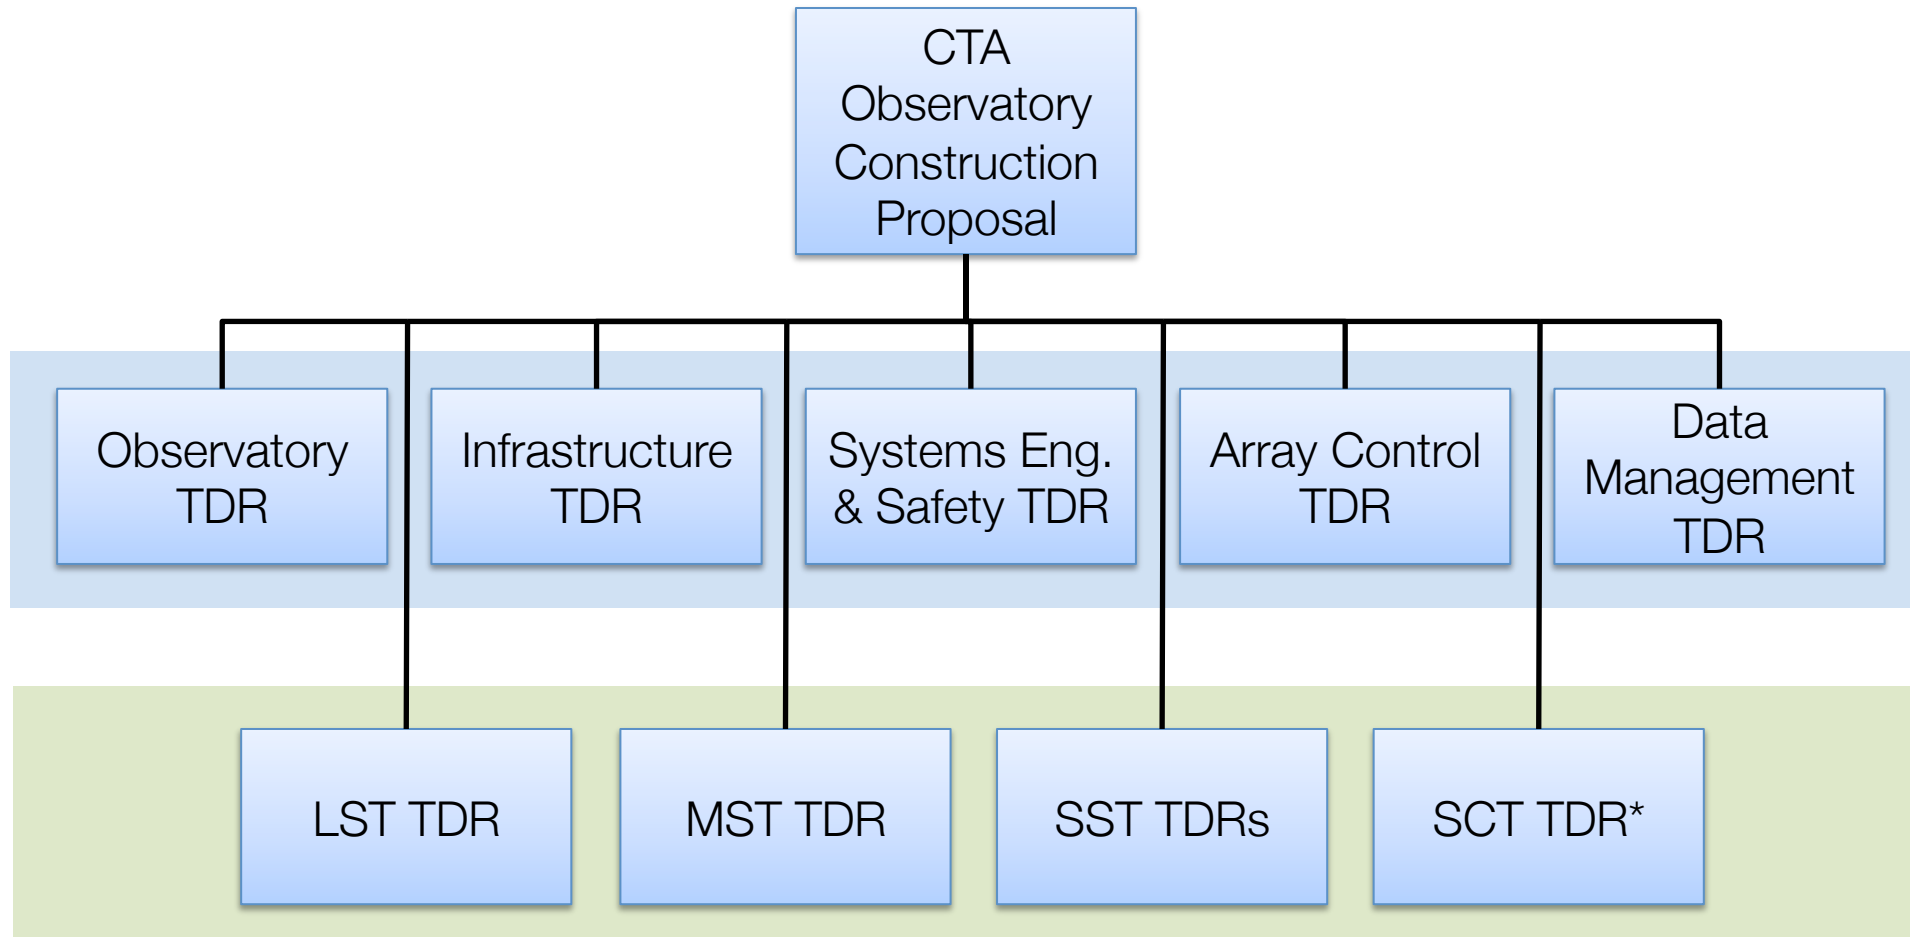 CTA
Observatory
Construction
Proposal
Observatory
TDR
Infrastructure
TDR
Systems Eng.
& Safety TDR
Array Control
TDR
Data
Management
TDR
LST TDR
MST TDR
SST TDRs
SCT TDR*